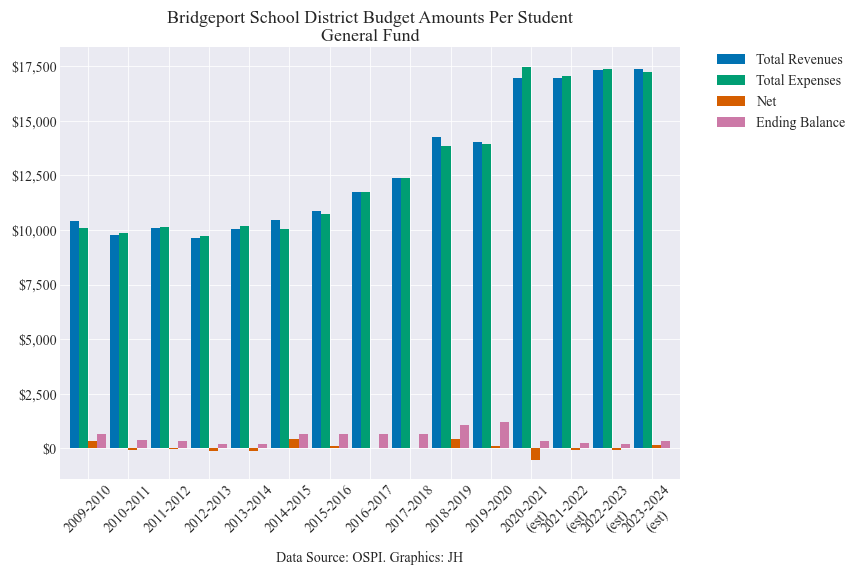 Bridgeport School District Budget Amounts Per Student
General Fund
Total Revenues
Total Expenses
Net
Ending Balance
$17,500
$15,000
$12,500
$10,000
$7,500
$5,000
$2,500
$0
2009-2010
2010-2011
2011-2012
2012-2013
2013-2014
2014-2015
2015-2016
2016-2017
2017-2018
2018-2019
2019-2020
2020-2021
(est)
2021-2022
(est)
2022-2023
(est)
2023-2024
(est)
Data Source: OSPI. Graphics: JH